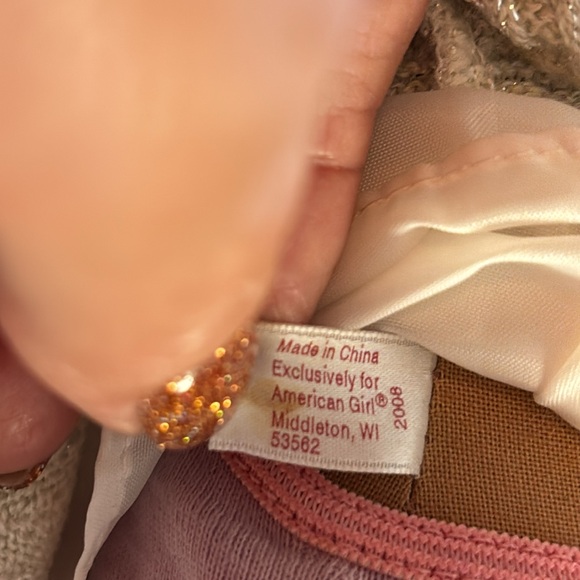 Made in China
Exclusively for
American Girl®
Middleton, WI
53562
2008